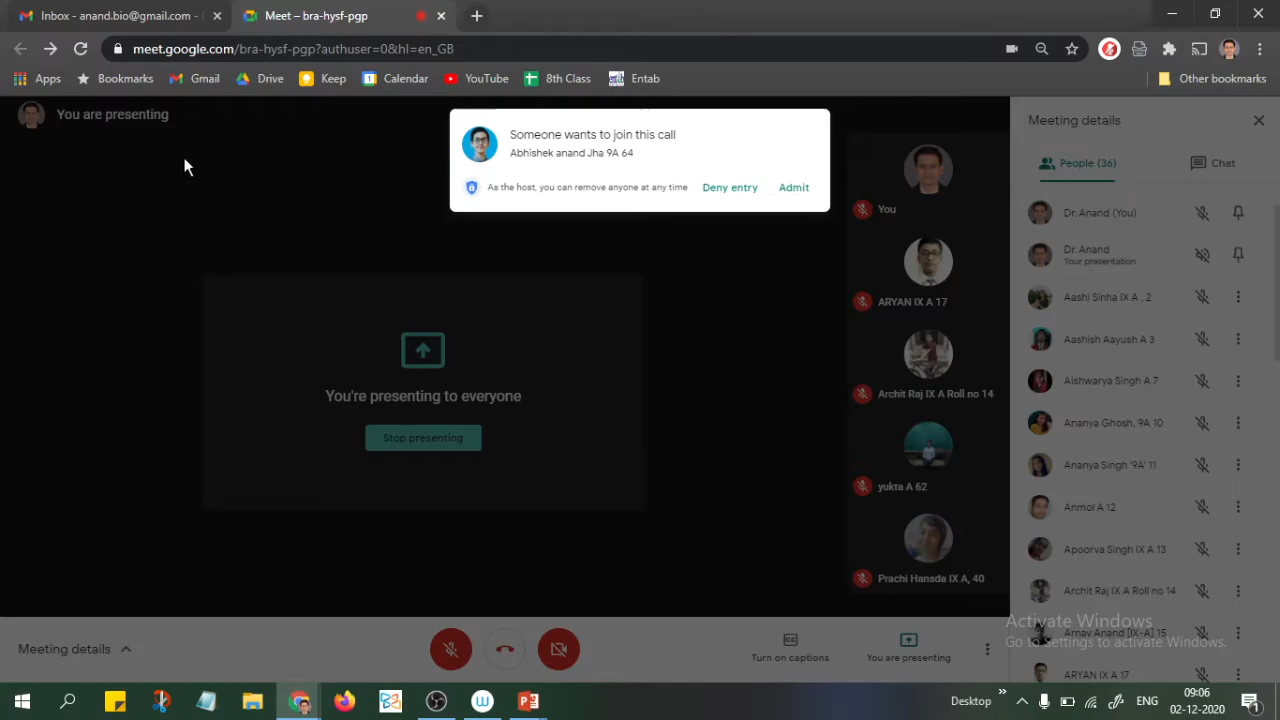 Inbox - anand.bio@gmail.com -
Meet – bra-hysf-pgp
meet.google.com/bra-hysf-pgp?authuser=0&hl=en_GB
Apps
Bookmarks
Gmail
Drive
Keep
Calendar
YouTube
8th Class
Entab
Other bookmarks
You are presenting
Someone wants to join this call
Abhishek anand Jha 9A 64
As the host, you can remove anyone at any time
Deny entry
Admit
You're presenting to everyone
Stop presenting
You
ARYAN IX A 17
Archit Raj IX A Roll no 14
yukta A 62
Prachi Hansda IX A, 40
Meeting details
People (36)
Chat
Dr. Anand (You)
Dr. Anand
Your presentation
Aashi Sinha IX A , 2
Aashish Aayush A 3
Aishwarya Singh A 7
Ananya Ghosh, 9A 10
Ananya Singh '9A' 11
Anmol A 12
Apoorva Singh IX A 13
Archit Raj IX A Roll no 14
Arnav Anand [IX-A] 15
ARYAN IX A 17
Activate Windows
Go to Settings to activate Windows.
Meeting details
Turn on captions
You are presenting
Desktop
ENG
09:06
02-12-2020